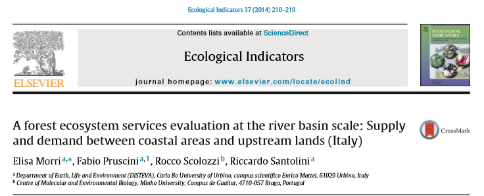 Ecological Indicators 37 (2014) 210–219
Contents lists available at ScienceDirect
Ecological Indicators
journal homepage: www.elsevier.com/locate/ecolind
ELSEVIER
ECOLOGICAL INDICATORS
A forest ecosystem services evaluation at the river basin scale: Supply
and demand between coastal areas and upstream lands (Italy)
CrossMark
Elisa Morri a,*, Fabio Pruscini a,1, Rocco Scolozzi b, Riccardo Santolini a
a Department of Earth, Life and Environment (DISTEVA), Carlo Bo University of Urbino, campus scientifico Enrico Mattei, 61029 Urbino, Italy
b Centre of Molecular and Environmental Biology, Minho University, Campus de Gualtar, 4710-057 Braga, Portugal